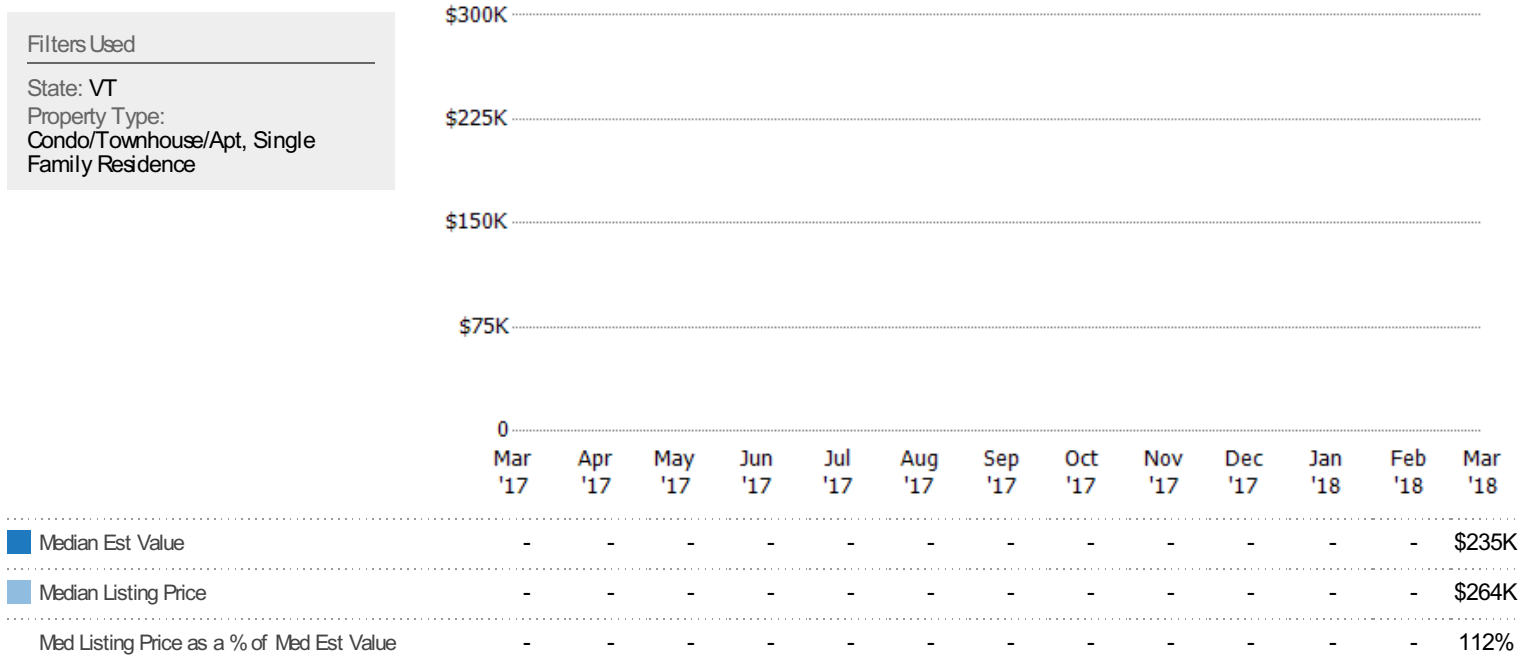 Filters Used
State: VT
Property Type:
Condo/Townhouse/Apt, Single
Family Residence
$300K
$225K
$150K
$75K
0
Mar Apr May Jun Jul Aug Sep Oct Nov Dec Jan Feb Mar
'17 '17 '17 '17 '17 '17 '17 '17 '17 '17 '18 '18 '18
Median Est Value - - - - - - - - - - - - $235K
Median Listing Price - - - - - - - - - - - - $264K
Med Listing Price as a % of Med Est Value - - - - - - - - - - - - 112%